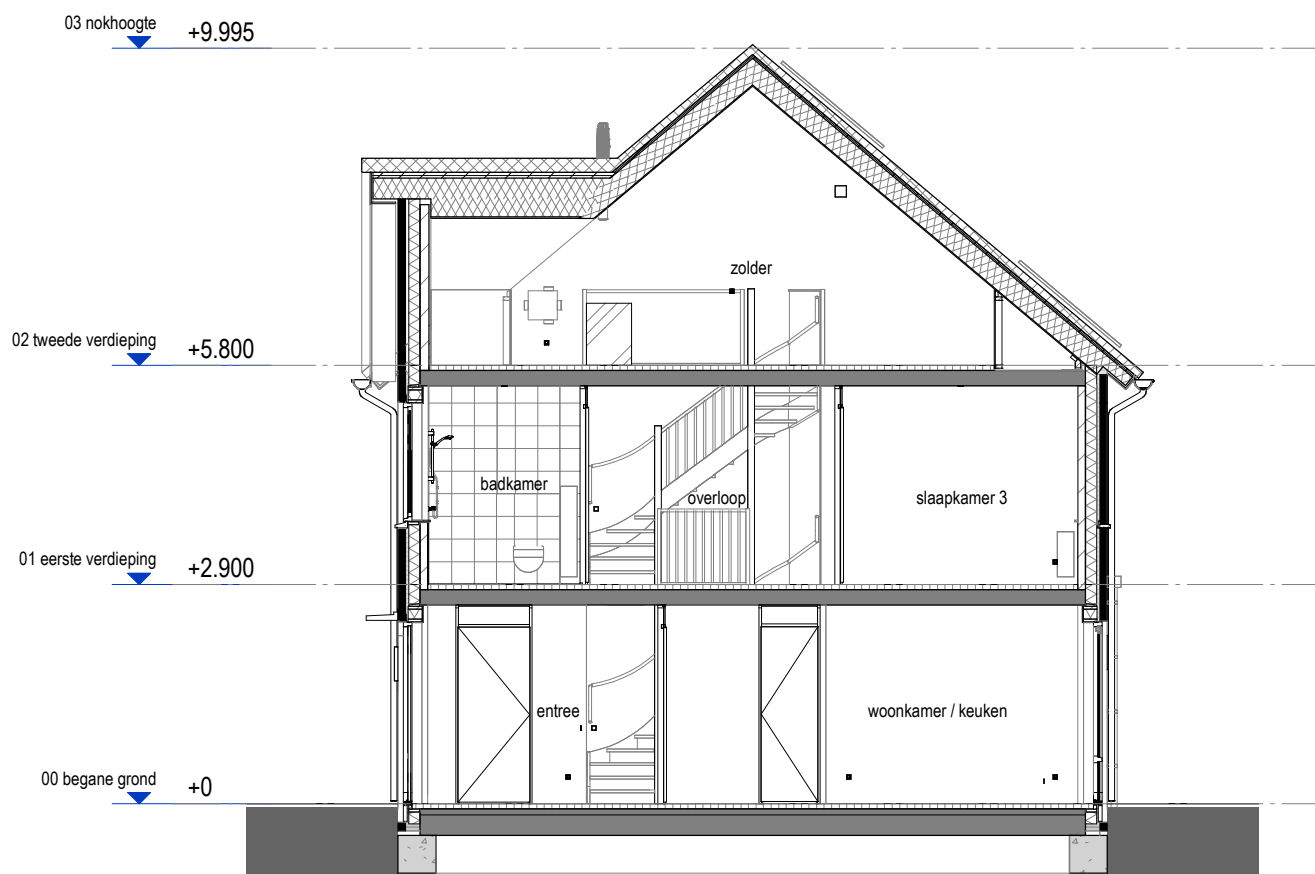 03 nokhoogte +9.995
zolder
02 tweede verdieping +5.800
badkamer overloop slaapkamer 3
01 eerste verdieping +2.900
entree woonkamer / keuken
00 begane grond +0